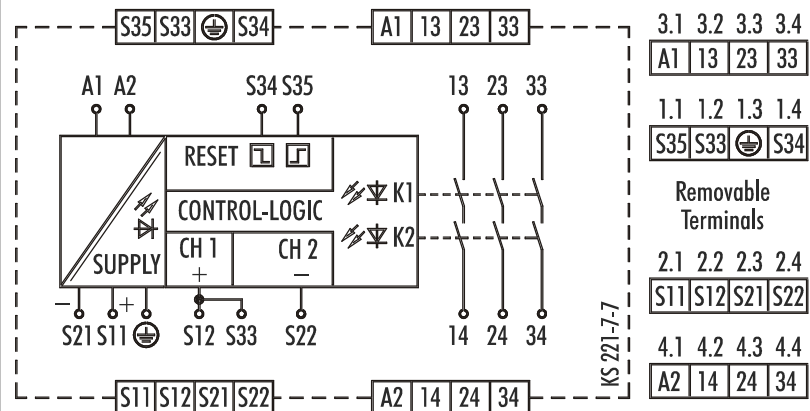 S35 S33 S34 A1 13 23 33
A1 A2 S34 S35 13 23 33
RESET
CONTROL-LOGIC
K1
K2
SUPPLY
CH 1
+
CH 2
–
– +
S21 S11 S12 S33 S22 14 24 34
KS 221-7-7
S11 S12 S21 S22 A2 14 24 34
3.1 3.2 3.3 3.4
A1 13 23 33
1.1 1.2 1.3 1.4
S35 S33 S34
Removable
Terminals
2.1 2.2 2.3 2.4
S11 S12 S21 S22
4.1 4.2 4.3 4.4
A2 14 24 34